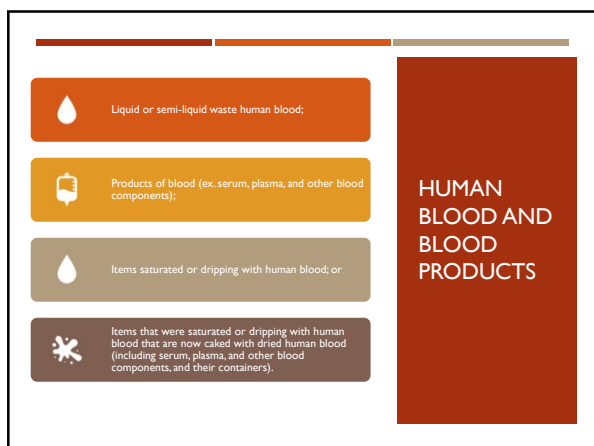 Liquid or semi-liquid waste human blood;
Products of blood (ex. serum, plasma, and other blood
components);
Items saturated or dripping with human blood; or
Items that were saturated or dripping with human
blood that are now caked with dried human blood
(including serum, plasma, and other blood
components, and their containers).
HUMAN
BLOOD AND
BLOOD
PRODUCTS